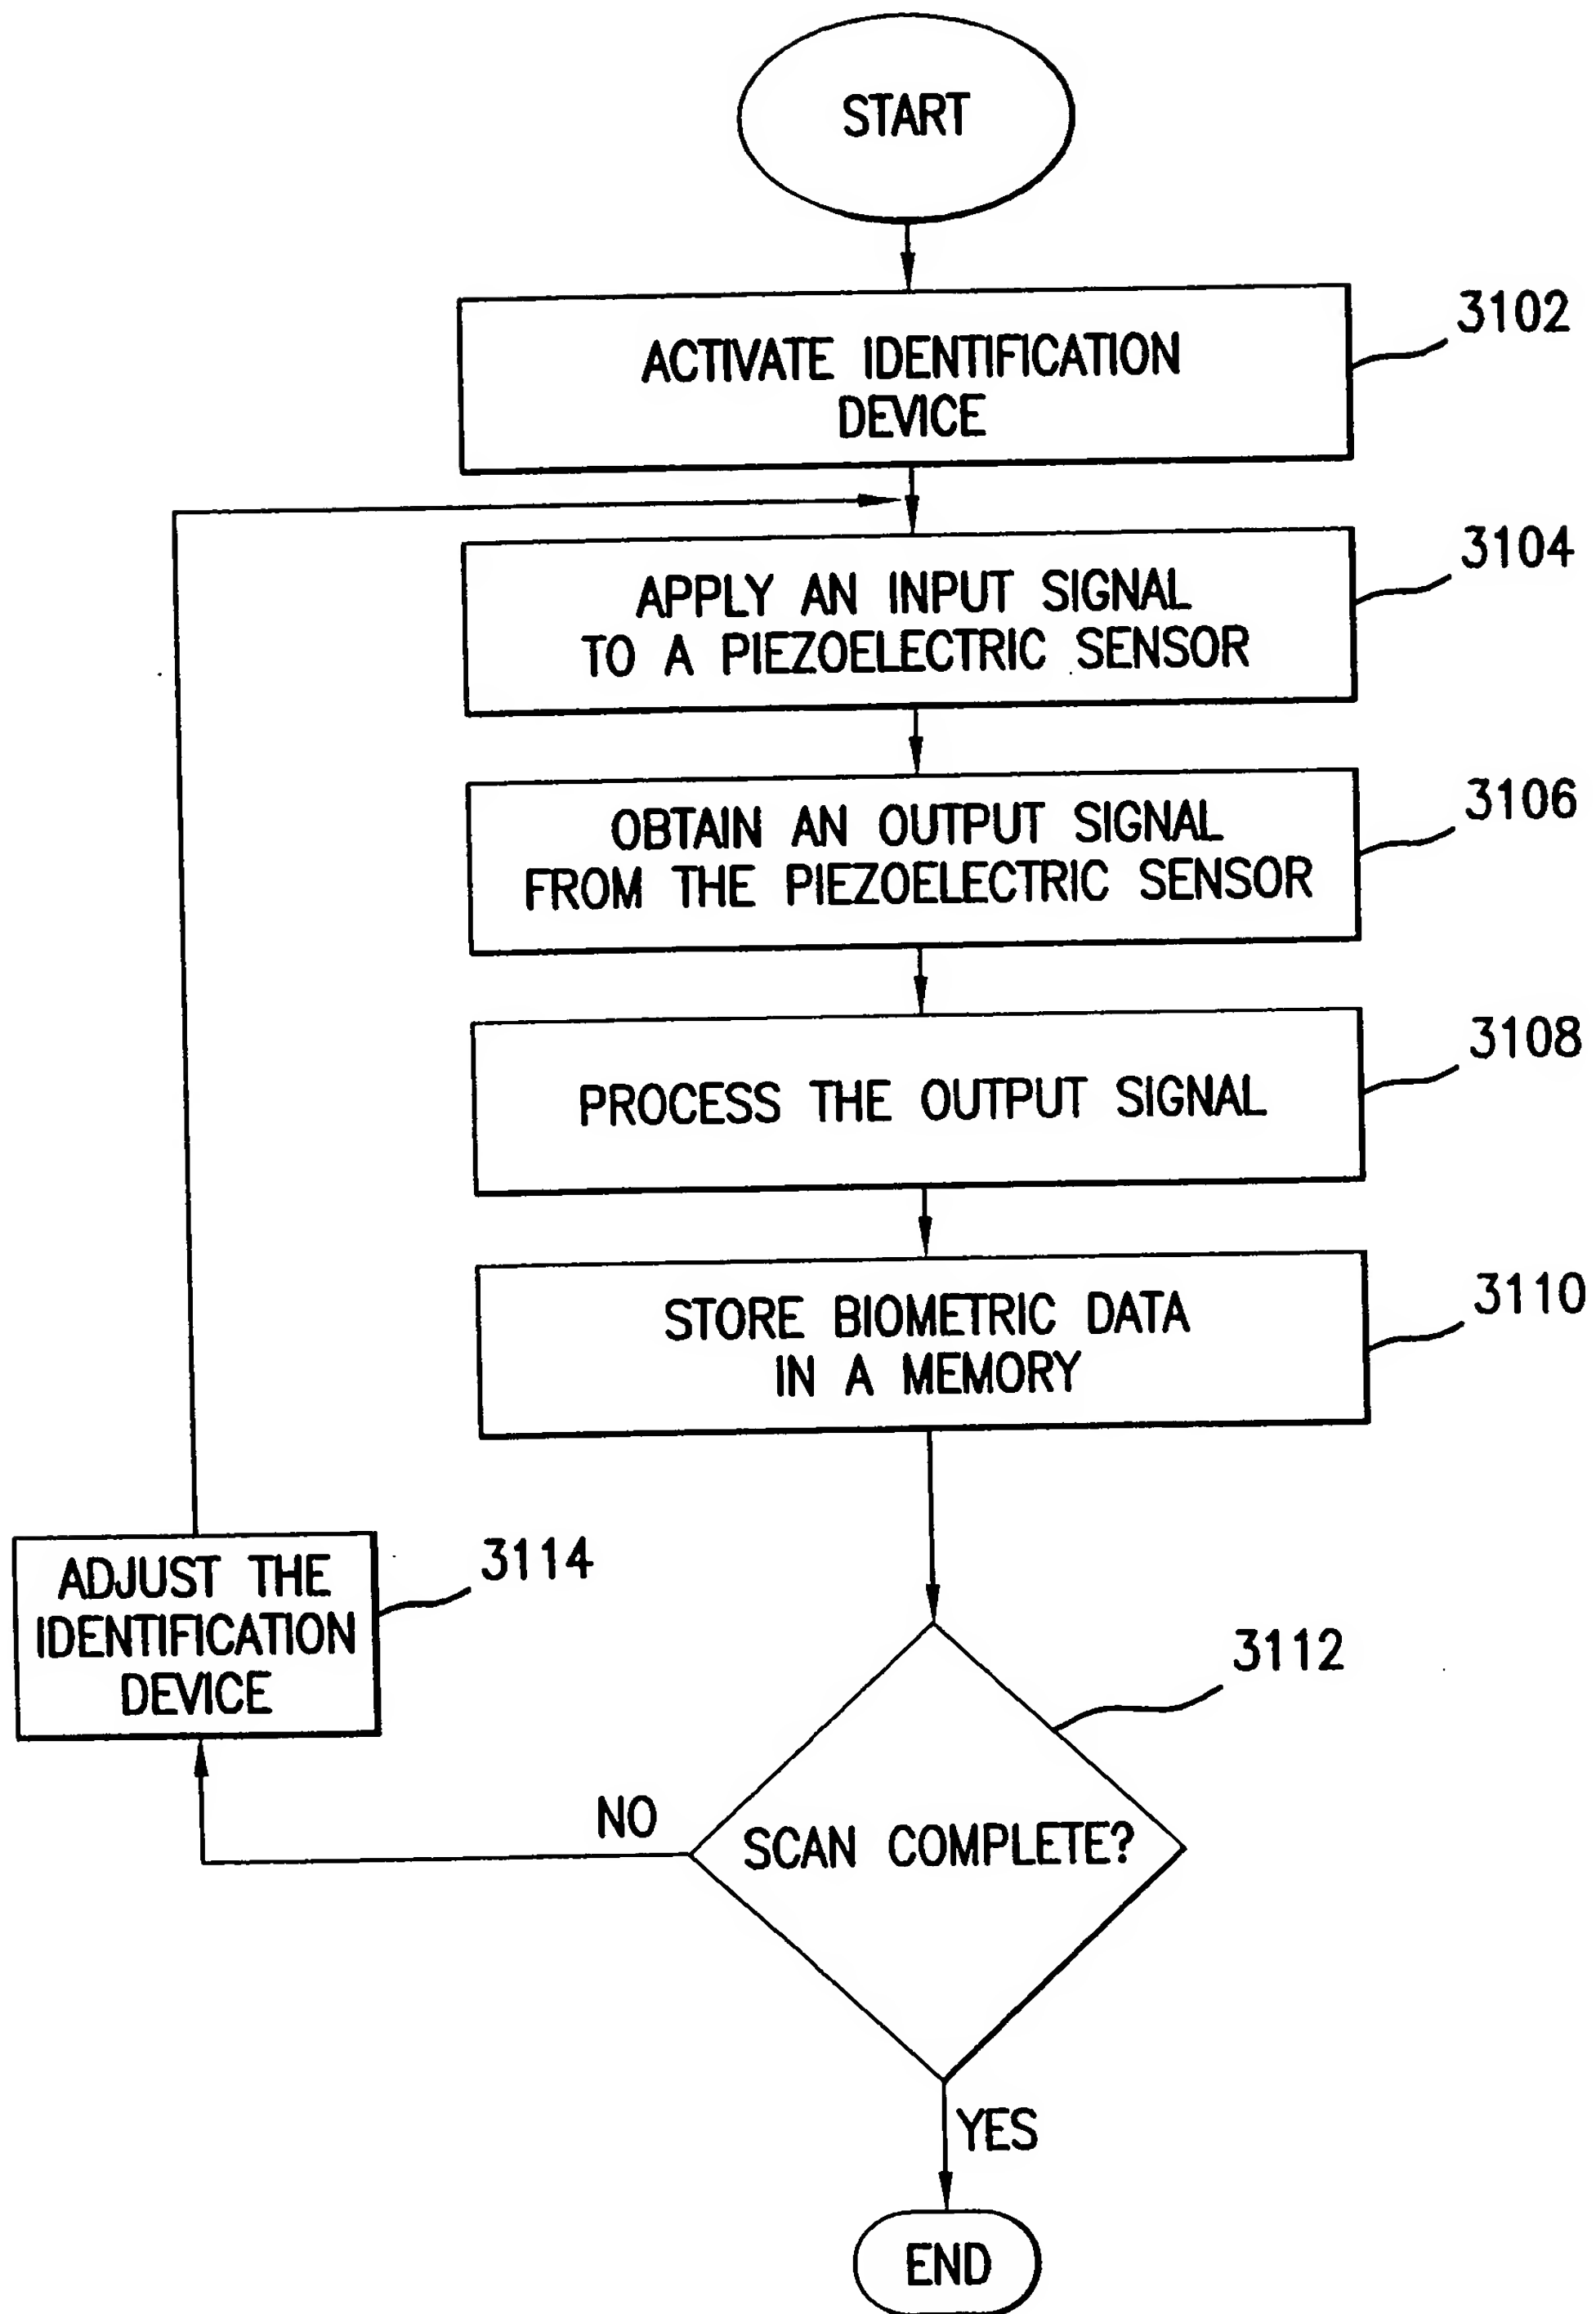 START
ACTIVATE IDENTIFICATION
DEVICE
3102
APPLY AN INPUT SIGNAL
TO A PIEZOELECTRIC SENSOR
3104
OBTAIN AN OUTPUT SIGNAL
FROM THE PIEZOELECTRIC SENSOR
3106
PROCESS THE OUTPUT SIGNAL
3108
STORE BIOMETRIC DATA
IN A MEMORY
3110
ADJUST THE
IDENTIFICATION
DEVICE
3114
3112
SCAN COMPLETE?
NO
YES
END